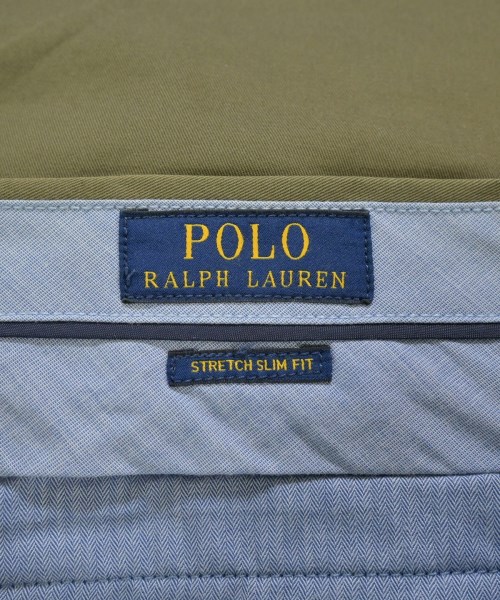 POLO
RALPH LAUREN
STRETCH SLIM FIT